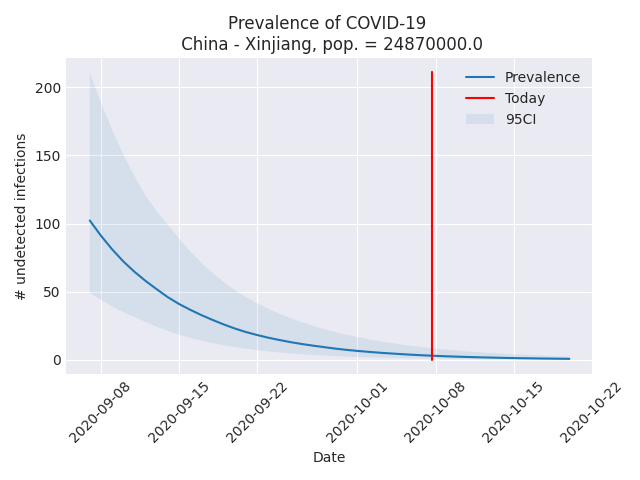 Prevalence of COVID-19
China - Xinjiang, pop. = 24870000.0
Prevalence
Today
95CI
200
150
100
50
0
# undetected infections
2020-09-08
2020-09-15
2020-09-22
2020-10-01
2020-10-08
2020-10-15
2020-10-22
Date